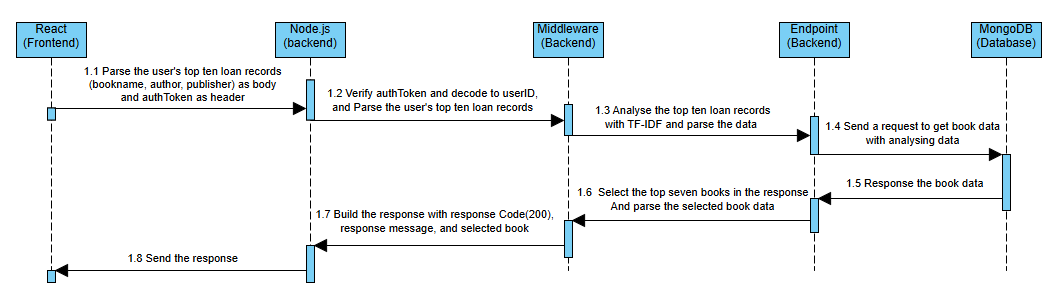 React
(Frontend)
Node.js
(backend)
Middleware
(Backend)
Endpoint
(Backend)
MongoDB
(Database)
1.1 Parse the user's top ten loan records
(bookname, author, publisher) as body
and authToken as header
1.2 Verify authToken and decode to userID,
and Parse the user's top ten loan records
1.3 Analyse the top ten loan records
with TF-IDF and parse the data
1.4 Send a request to get book data
with analysing data
1.5 Response the book data
1.6 Select the top seven books in the response
And parse the selected book data
1.7 Build the response with response Code(200),
response message, and selected book
1.8 Send the response